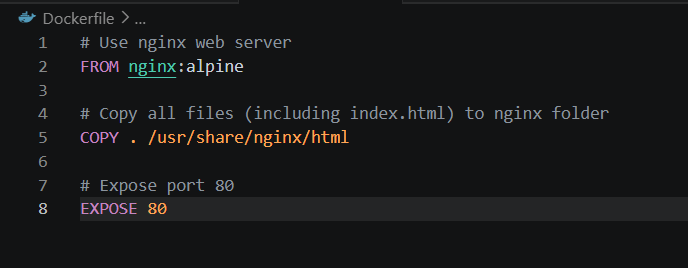 Dockerfile > ...
1 # Use nginx web server
2 FROM nginx:alpine
3
4 # Copy all files (including index.html) to nginx folder
5 COPY . /usr/share/nginx/html
6
7 # Expose port 80
8 EXPOSE 80